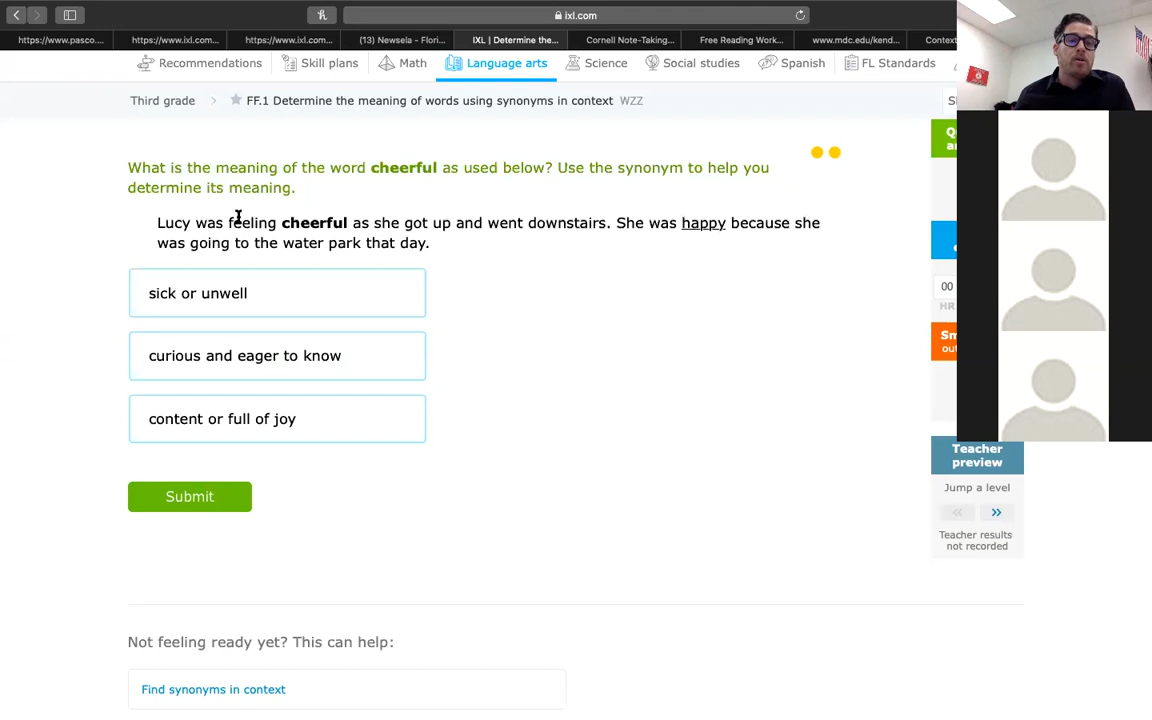 ixl.com
https://www.pasco.... https://www.ixl.com... https://www.ixl.com... (13) Newsela - Flori... IXL | Determine the... Cornell Note-Taking... Free Reading Work... www.mdc.edu/kend... Context
Recommendations Skill plans Math Language arts Science Social studies Spanish FL Standards
Third grade > FF.1 Determine the meaning of words using synonyms in context WZZ
What is the meaning of the word cheerful as used below? Use the synonym to help you
determine its meaning.
Lucy was feeling cheerful as she got up and went downstairs. She was happy because she
was going to the water park that day.
sick or unwell
curious and eager to know
content or full of joy
Submit
00
HR
Sm
out
Teacher
preview
Jump a level
<< >>
Teacher results
not recorded
Not feeling ready yet? This can help:
Find synonyms in context